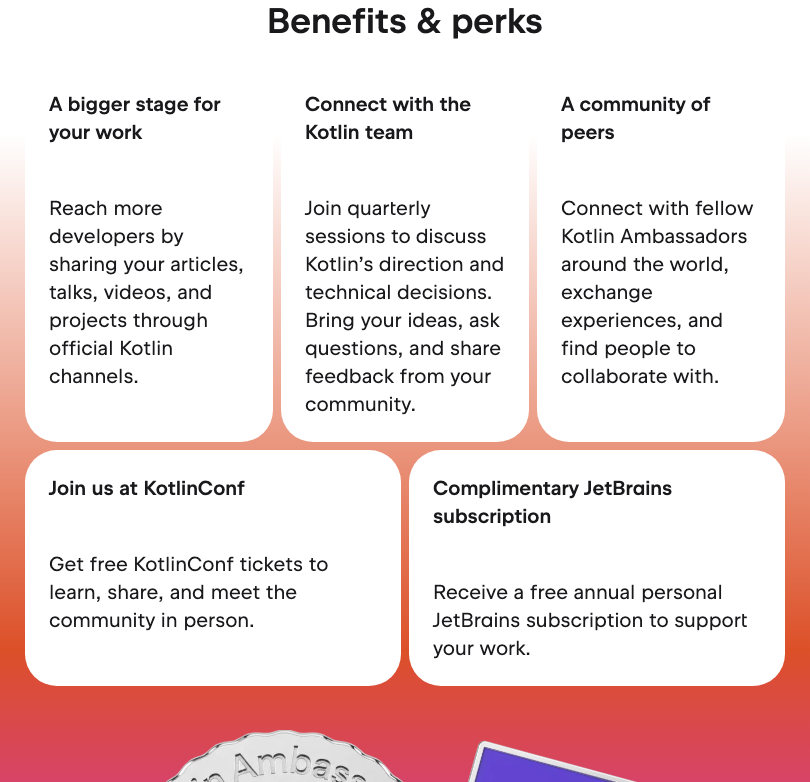 Benefits & perks
A bigger stage for
your work
Reach more
developers by
sharing your articles,
talks, videos, and
projects through
official Kotlin
channels.
Connect with the
Kotlin team
Join quarterly
sessions to discuss
Kotlin’s direction and
technical decisions.
Bring your ideas, ask
questions, and share
feedback from your
community.
A community of
peers
Connect with fellow
Kotlin Ambassadors
around the world,
exchange
experiences, and
find people to
collaborate with.
Join us at KotlinConf
Get free KotlinConf tickets to
learn, share, and meet the
community in person.
Complimentary JetBrains
subscription
Receive a free annual personal
JetBrains subscription to support
your work.